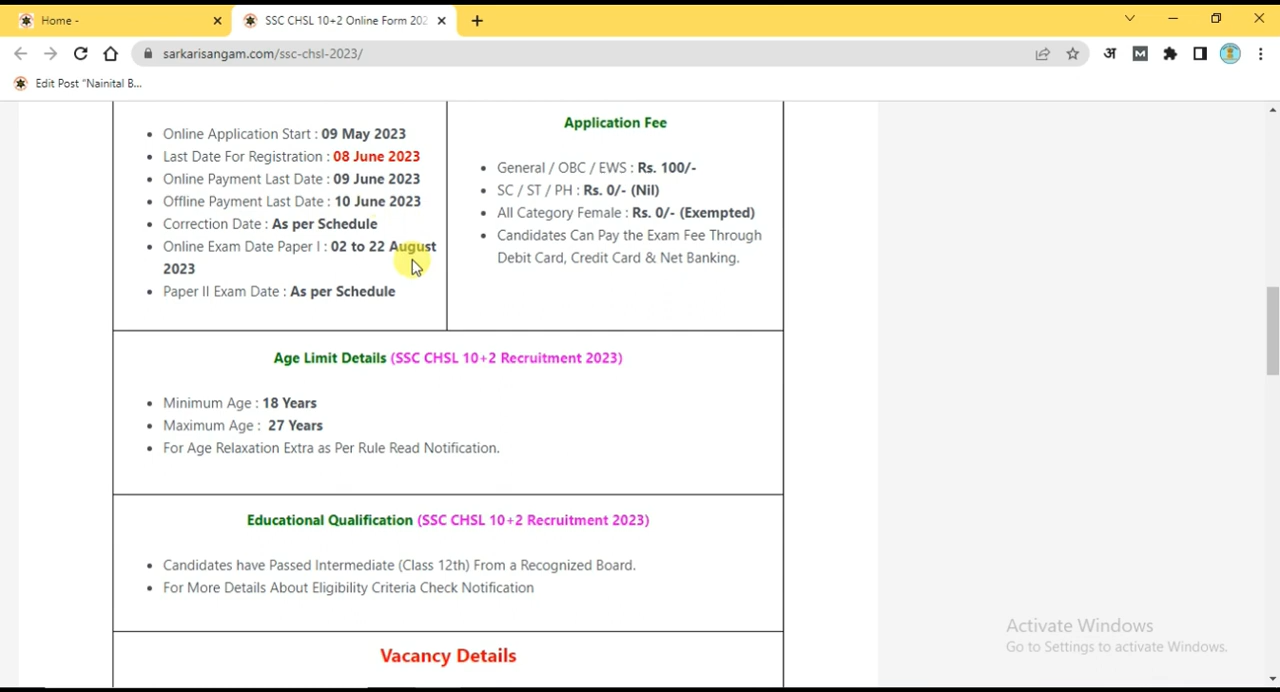 Home -
SSC CHSL 10+2 Online Form 202
sarkarisangam.com/ssc-chsl-2023/
अ
M
Edit Post "Nainital B...
Online Application Start : 09 May 2023
Last Date For Registration : 08 June 2023
Online Payment Last Date : 09 June 2023
Offline Payment Last Date : 10 June 2023
Correction Date : As per Schedule
Online Exam Date Paper I : 02 to 22 August
2023
Paper II Exam Date : As per Schedule
Application Fee
General / OBC / EWS : Rs. 100/-
SC / ST / PH : Rs. 0/- (Nil)
All Category Female : Rs. 0/- (Exempted)
Candidates Can Pay the Exam Fee Through
Debit Card, Credit Card & Net Banking.
Age Limit Details (SSC CHSL 10+2 Recruitment 2023)
Minimum Age : 18 Years
Maximum Age : 27 Years
For Age Relaxation Extra as Per Rule Read Notification.
Educational Qualification (SSC CHSL 10+2 Recruitment 2023)
Candidates have Passed Intermediate (Class 12th) From a Recognized Board.
For More Details About Eligibility Criteria Check Notification
Vacancy Details
Activate Windows
Go to Settings to activate Windows.